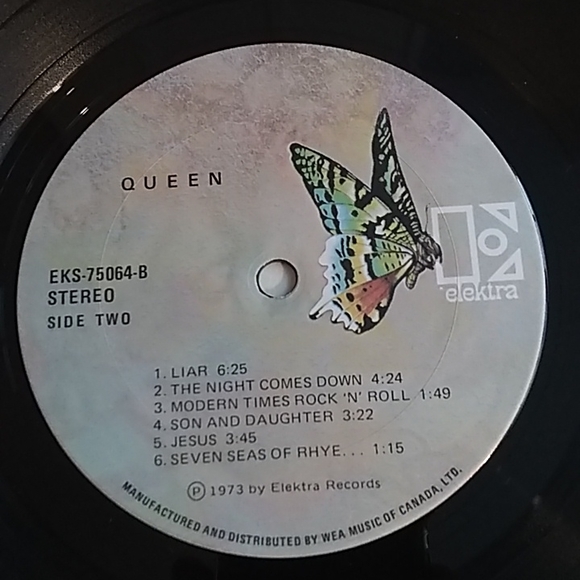 QUEEN
elektra
EKS-75064-B
STEREO
SIDE TWO
1. LIAR 6:25
2. THE NIGHT COMES DOWN 4:24
3. MODERN TIMES ROCK 'N' ROLL 1:49
4. SON AND DAUGHTER 3:22
5. JESUS 3:45
6. SEVEN SEAS OF RHYE... 1:15
Ⓟ 1973 by Elektra Records
MANUFACTURED AND DISTRIBUTED BY WEA MUSIC OF CANADA, LTD.